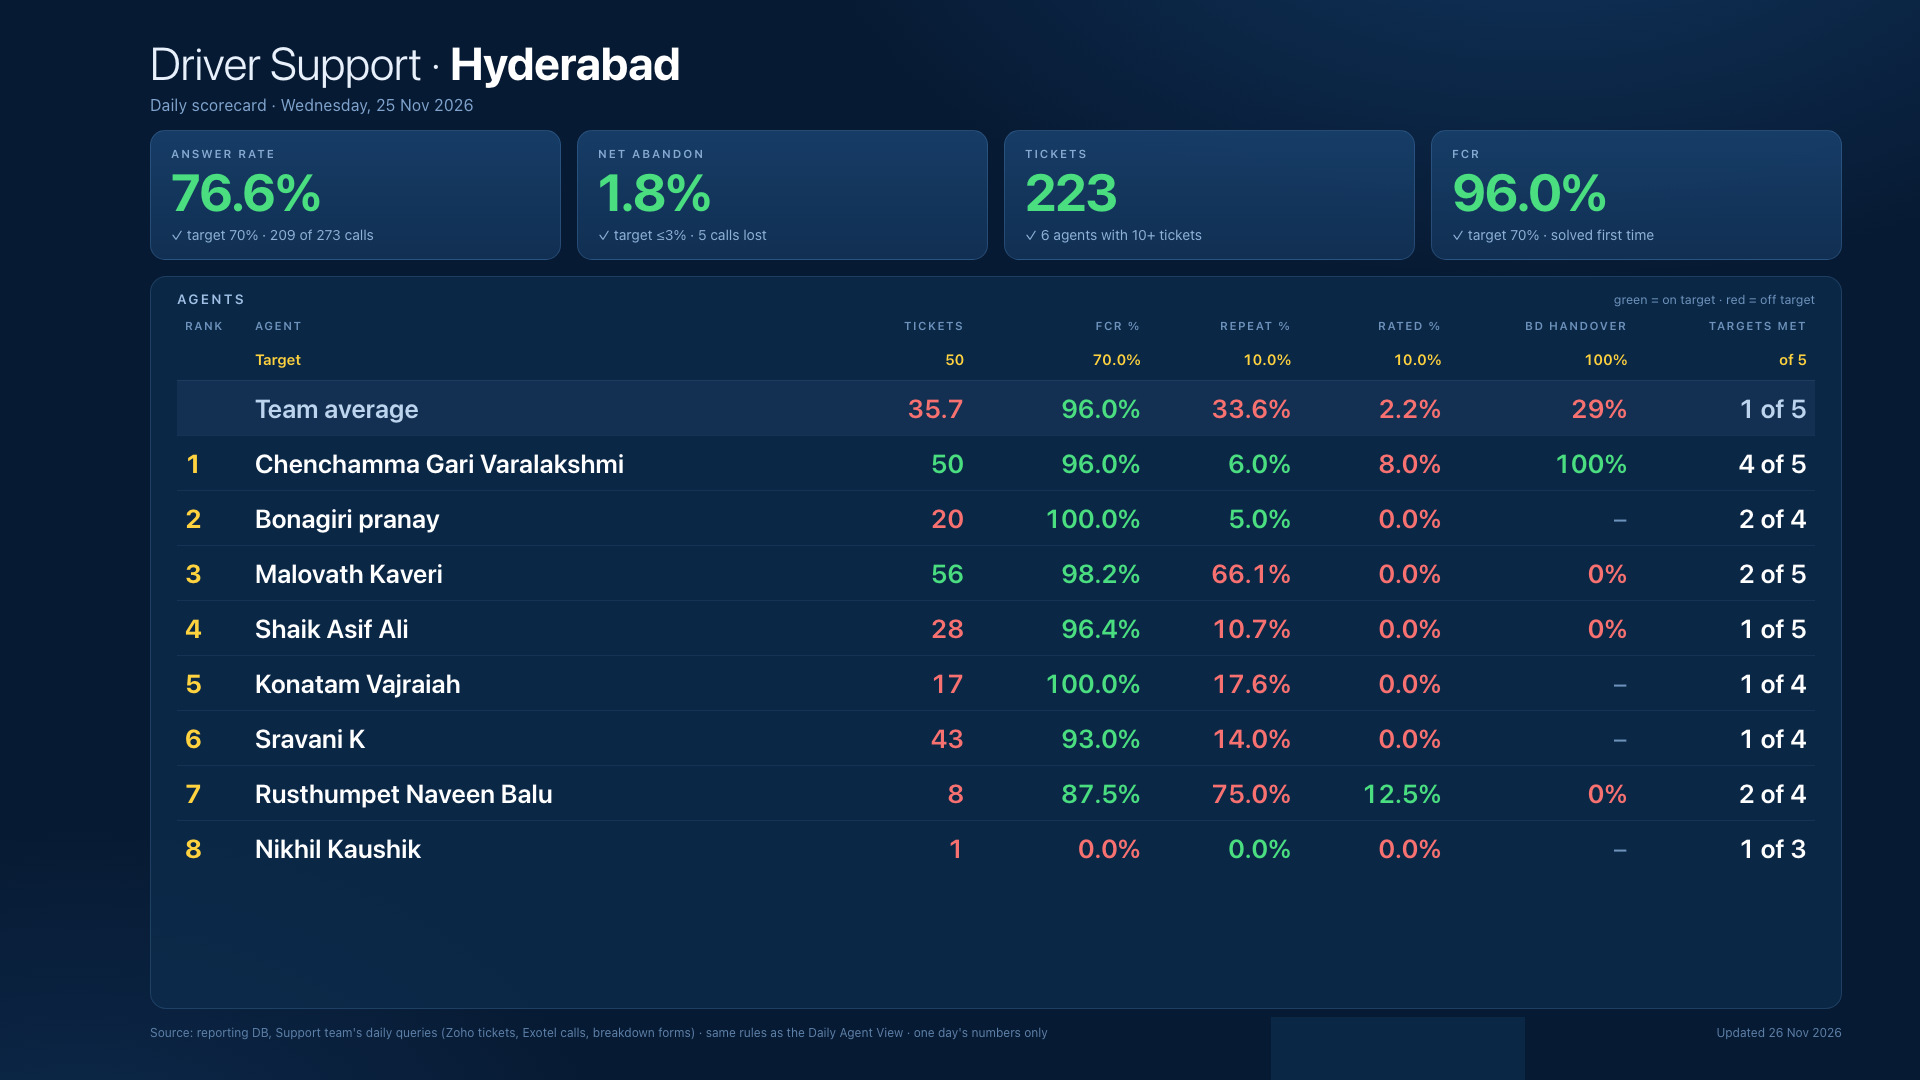 Driver Support · Hyderabad
Daily scorecard · Wednesday, 25 Nov 2026
ANSWER RATE
76.6%
✓ target 70% · 209 of 273 calls
NET ABANDON
1.8%
✓ target ≤3% · 5 calls lost
TICKETS
223
✓ 6 agents with 10+ tickets
FCR
96.0%
✓ target 70% · solved first time
AGENTS
green = on target · red = off target
RANK AGENT TICKETS FCR % REPEAT % RATED % BD HANDOVER TARGETS MET
Target 50 70.0% 10.0% 10.0% 100% of 5
Team average 35.7 96.0% 33.6% 2.2% 29% 1 of 5
1 Chenchamma Gari Varalakshmi 50 96.0% 6.0% 8.0% 100% 4 of 5
2 Bonagiri pranay 20 100.0% 5.0% 0.0% – 2 of 4
3 Malovath Kaveri 56 98.2% 66.1% 0.0% 0% 2 of 5
4 Shaik Asif Ali 28 96.4% 10.7% 0.0% 0% 1 of 5
5 Konatam Vajraiah 17 100.0% 17.6% 0.0% – 1 of 4
6 Sravani K 43 93.0% 14.0% 0.0% – 1 of 4
7 Rusthumpet Naveen Balu 8 87.5% 75.0% 12.5% 0% 2 of 4
8 Nikhil Kaushik 1 0.0% 0.0% 0.0% – 1 of 3
Source: reporting DB, Support team's daily queries (Zoho tickets, Exotel calls, breakdown forms) · same rules as the Daily Agent View · one day's numbers only
Updated 26 Nov 2026